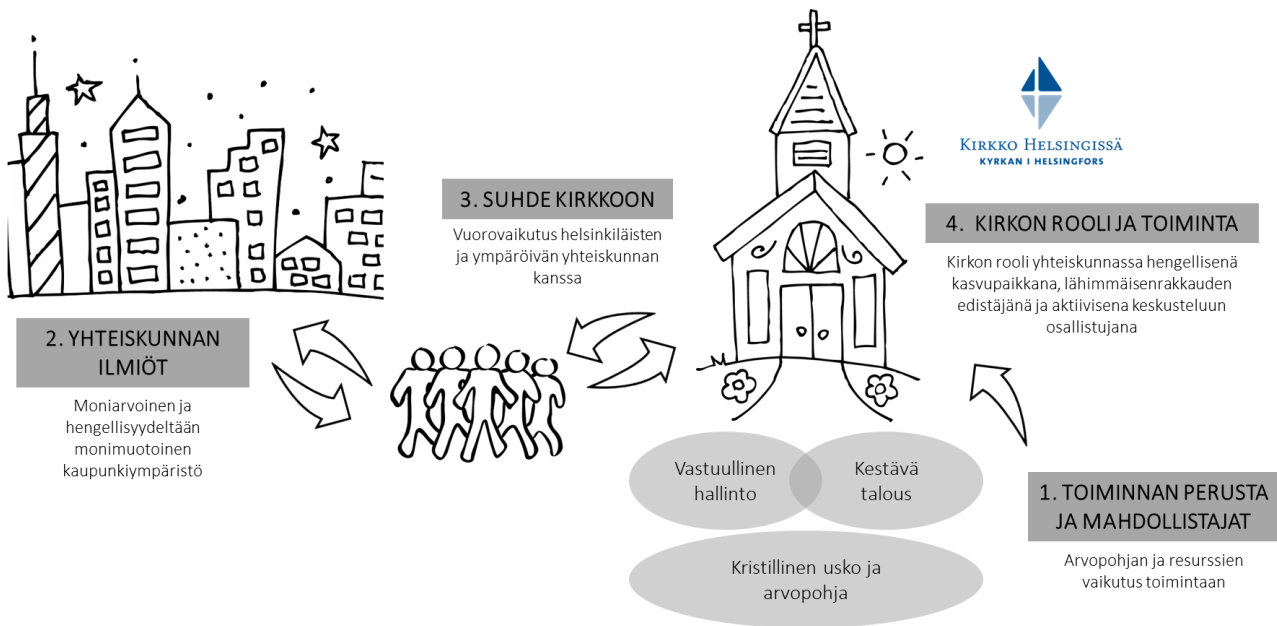 KIRKKO HELSINGISSÄ
KYRKAN I HELSINGFORS
3. SUHDE KIRKKOON
Vuorovaikutus helsinkiläisten
ja ympäröivän yhteiskunnan
kanssa
4. KIRKON ROOLI JA TOIMINTA
Kirkon rooli yhteiskunnassa hengellisenä
kasvupaikkana, lähimmäisenrakkauden
edistäjänä ja aktiivisena keskusteluun
osallistujana
2. YHTEISKUNNAN
ILMIÖT
Moniarvoinen ja
hengellisyydeltään
monimuotoinen
kaupunkiympäristö
Vastuullinen
hallinto
Kestävä
talous
Kristillinen usko ja
arvopohja
1. TOIMINNAN PERUSTA
JA MAHDOLLISTAJAT
Arvopohjan ja resurssien
vaikutus toimintaan